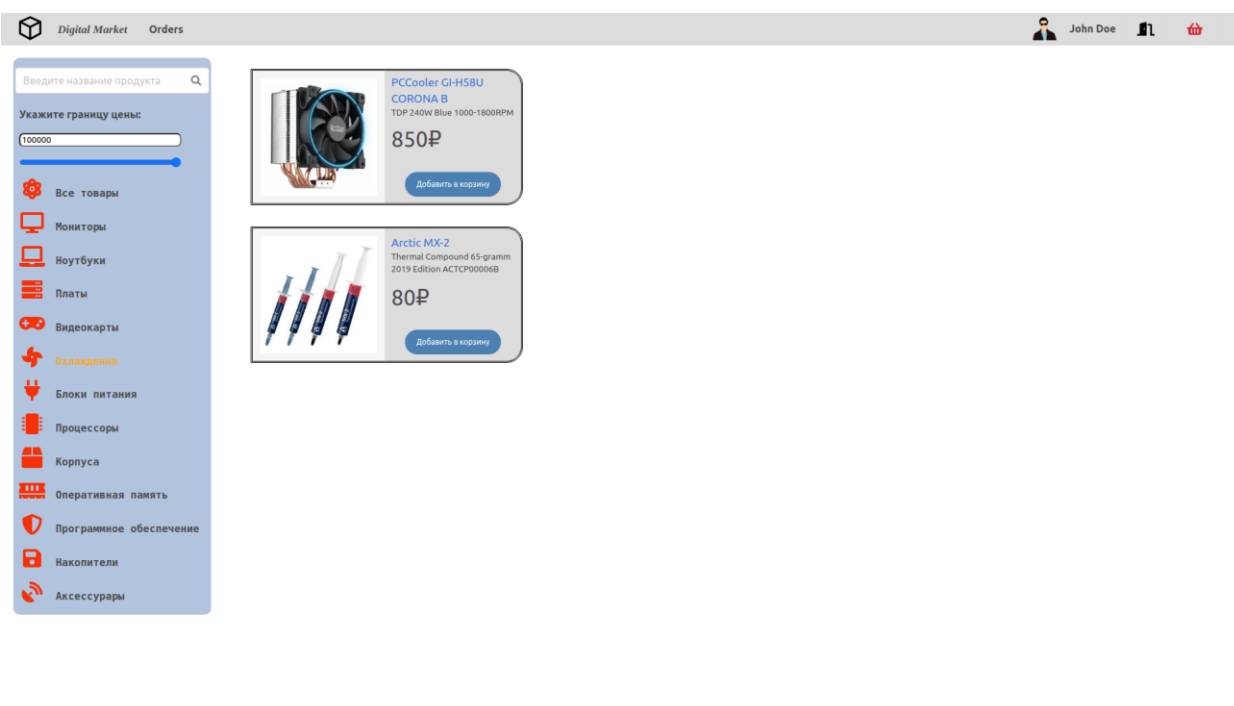 Digital Market
Orders
John Doe
Введите название продукта
Укажите границу цены:
100000
Все товары
Мониторы
Ноутбуки
Платы
Видеокарты
Охлаждение
Блоки питания
Процессоры
Корпуса
Оперативная память
Программное обеспечение
Накопители
Аксессурары
PCCooler GI-H58U
CORONA B
TDP 240W Blue 1000-1800RPM
850₽
Добавить в корзину
Arctic MX-2
Thermal Compound 65-gramm
2019 Edition ACTCP00006B
80₽
Добавить в корзину